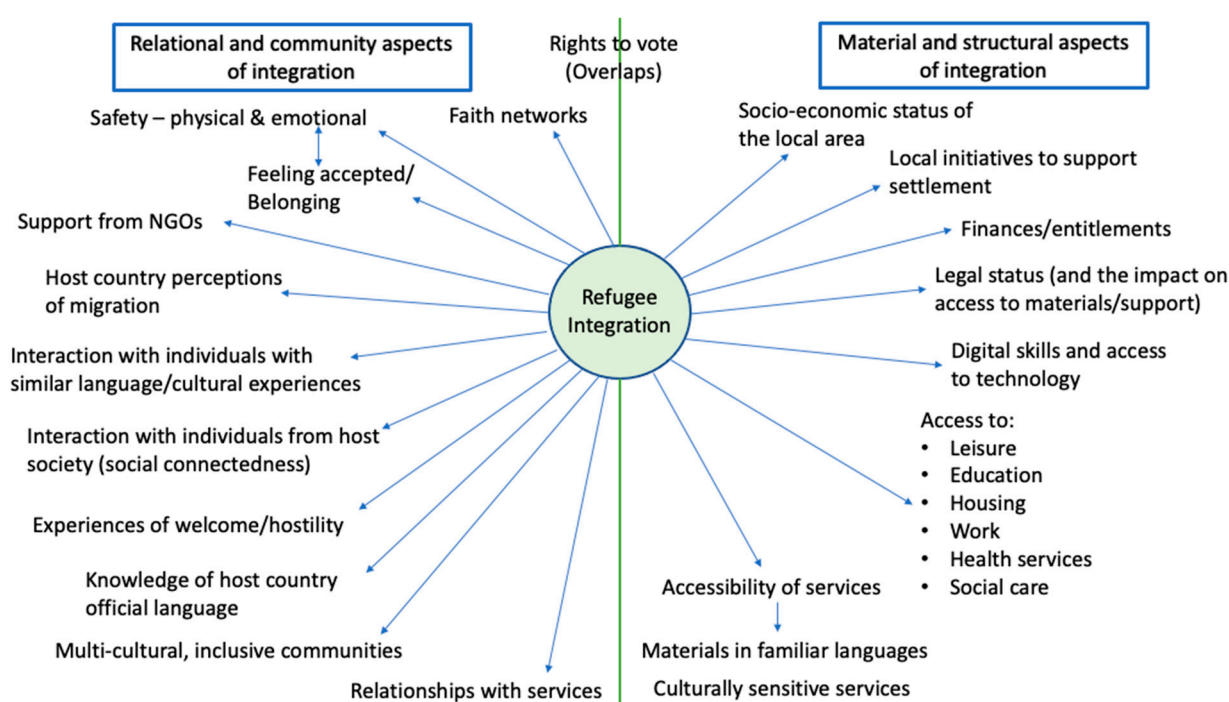 Relational and community aspects
of integration
Rights to vote
(Overlaps)
Material and structural aspects
of integration
Safety – physical & emotional
Faith networks
Feeling accepted/
Belonging
Support from NGOs
Host country perceptions
of migration
Interaction with individuals with
similar language/cultural experiences
Interaction with individuals from host
society (social connectedness)
Experiences of welcome/hostility
Knowledge of host country
official language
Multi-cultural, inclusive communities
Relationships with services
Refugee
Integration
Socio-economic status of
the local area
Local initiatives to support
settlement
Finances/entitlements
Legal status (and the impact on
access to materials/support)
Digital skills and access
to technology
Access to:
• Leisure
• Education
• Housing
• Work
• Health services
• Social care
Accessibility of services
Materials in familiar languages
Culturally sensitive services